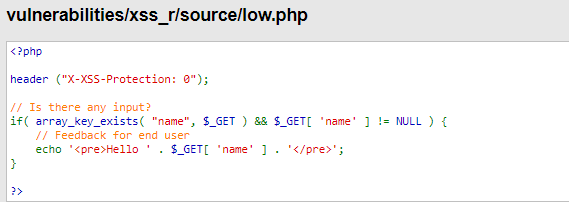 vulnerabilities/xss_r/source/low.php
<?php
header ("X-XSS-Protection: 0");
// Is there any input?
if( array_key_exists( "name", $_GET ) && $_GET[ 'name' ] != NULL ) {
// Feedback for end user
echo '<pre>Hello ' . $_GET[ 'name' ] . '</pre>';
}
?>